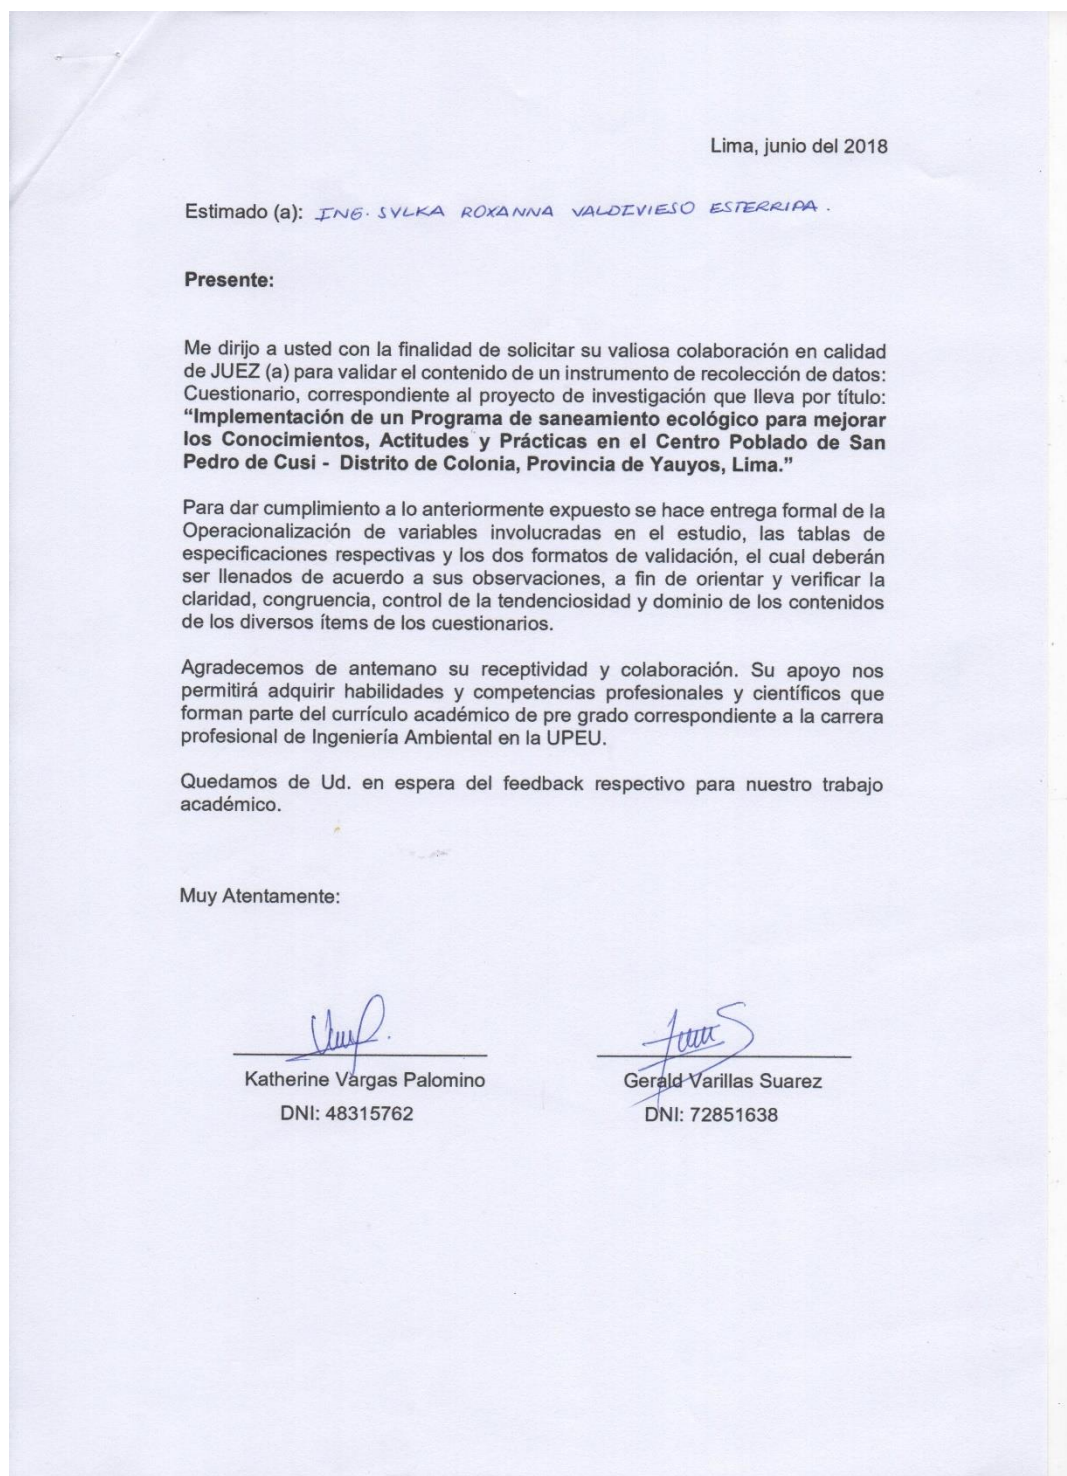 Lima, junio del 2018
Estimado (a): ING. SYLKA ROXANNA VALDIVIESO ESTERRIPA.
Presente:
Me dirijo a usted con la finalidad de solicitar su valiosa colaboración en calidad
de JUEZ (a) para validar el contenido de un instrumento de recolección de datos:
Cuestionario, correspondiente al proyecto de investigación que lleva por título:
“Implementación de un Programa de saneamiento ecológico para mejorar
los Conocimientos, Actitudes y Prácticas en el Centro Poblado de San
Pedro de Cusi - Distrito de Colonia, Provincia de Yauyos, Lima.”
Para dar cumplimiento a lo anteriormente expuesto se hace entrega formal de la
Operacionalización de variables involucradas en el estudio, las tablas de
especificaciones respectivas y los dos formatos de validación, el cual deberán
ser llenados de acuerdo a sus observaciones, a fin de orientar y verificar la
claridad, congruencia, control de la tendenciosidad y dominio de los contenidos
de los diversos ítems de los cuestionarios.
Agradecemos de antemano su receptividad y colaboración. Su apoyo nos
permitirá adquirir habilidades y competencias profesionales y científicos que
forman parte del currículo académico de pre grado correspondiente a la carrera
profesional de Ingeniería Ambiental en la UPEU.
Quedamos de Ud. en espera del feedback respectivo para nuestro trabajo
académico.
Muy Atentamente:
Katherine Vargas Palomino
DNI: 48315762
Gerald Varillas Suarez
DNI: 72851638